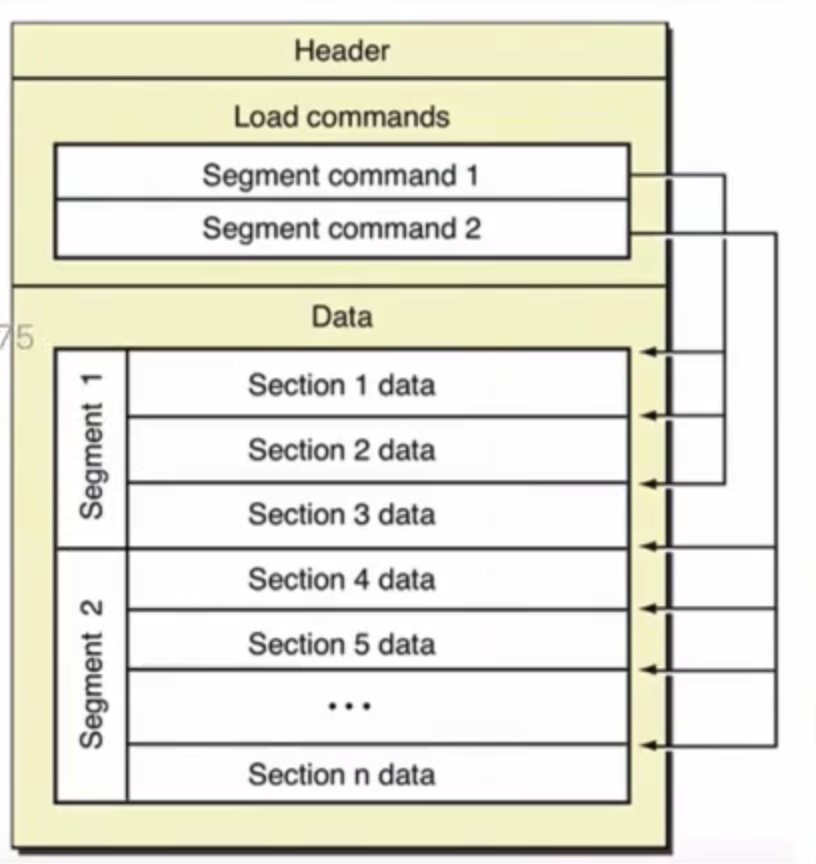 Header
Load commands
Segment command 1
Segment command 2
Data
75
Segment 1
Section 1 data
Section 2 data
Section 3 data
Segment 2
Section 4 data
Section 5 data
...
Section n data